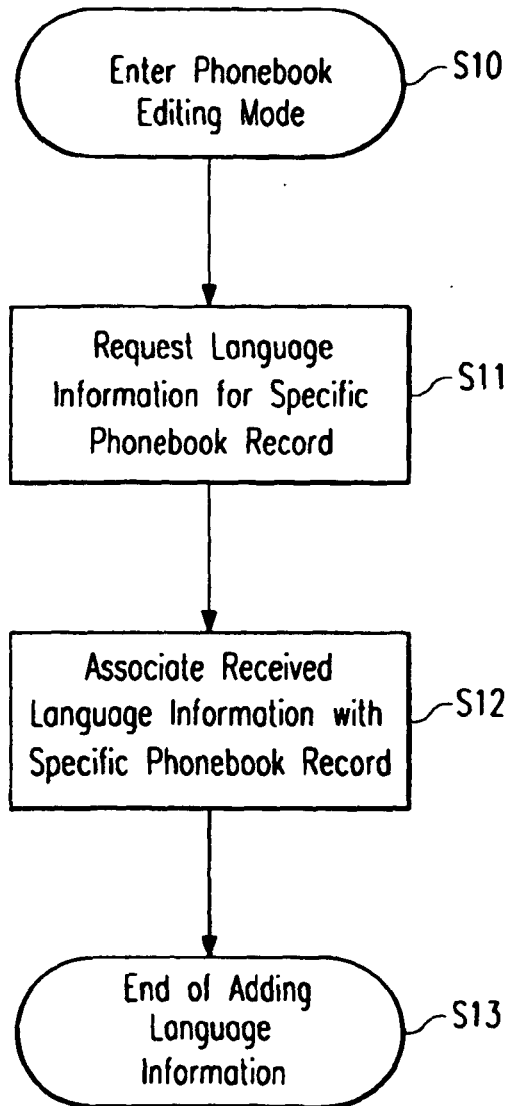 Enter Phonebook
Editing Mode
S10
Request Language
Information for Specific
Phonebook Record
S11
Associate Received
Language Information with
Specific Phonebook Record
S12
End of Adding
Language
Information
S13